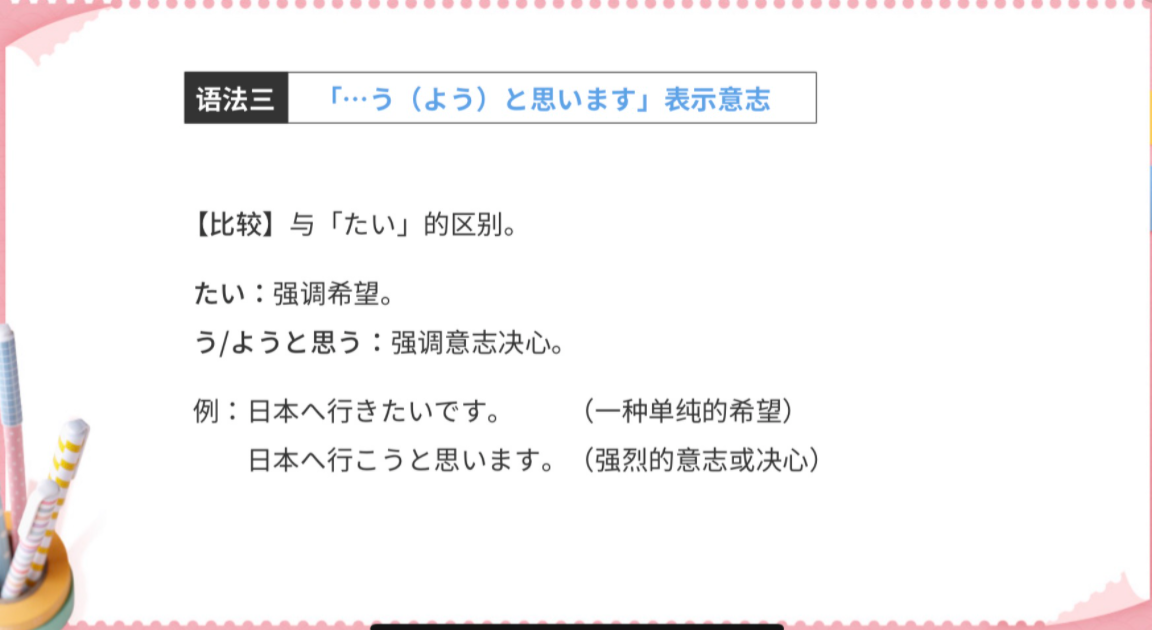 语法三 「…う（よう）と思います」表示意志
【比较】与「たい」的区别。
たい：强调希望。
う/ようと思う：强调意志决心。
例：日本へ行きたいです。 （一种单纯的希望）
日本へ行こうと思います。（强烈的意志或决心）